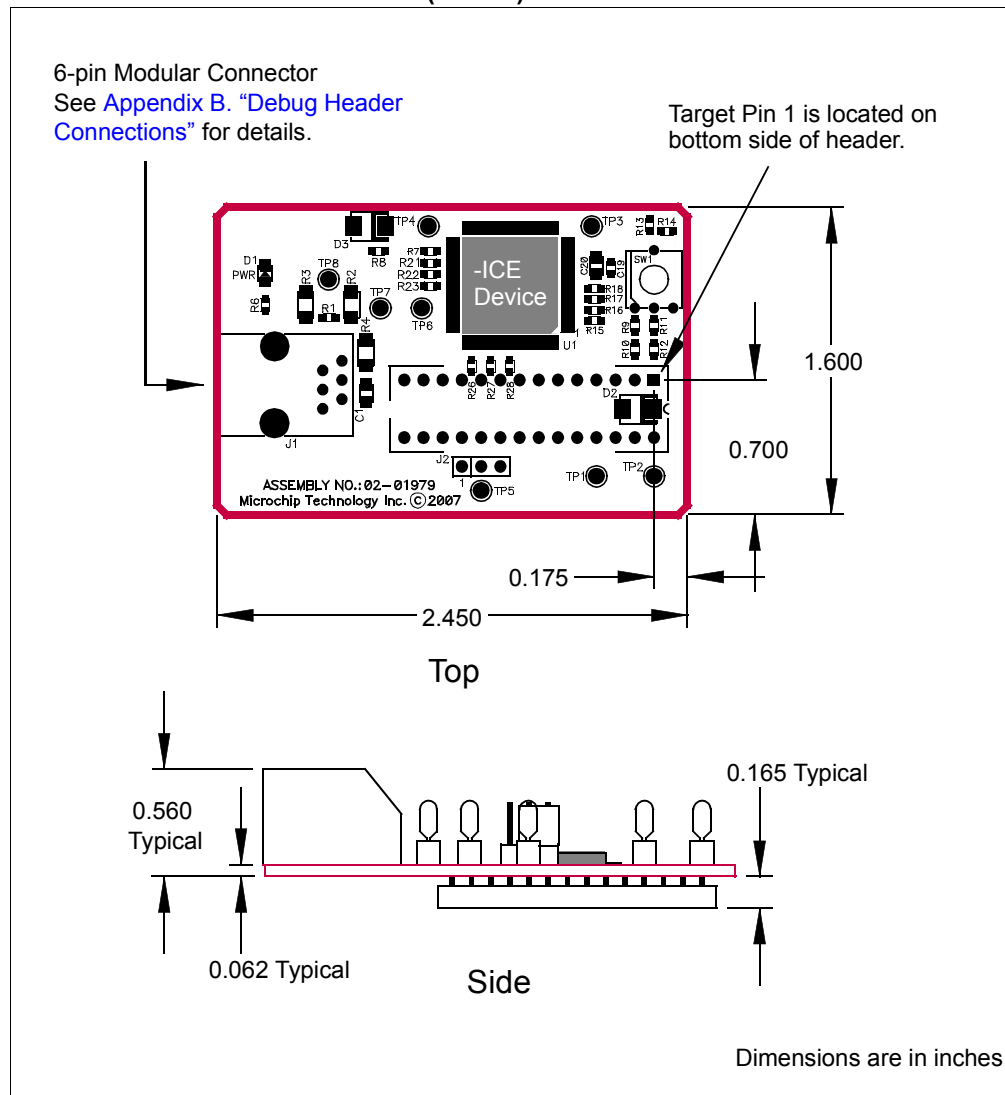 6-pin Modular Connector
See Appendix B. “Debug Header
Connections” for details.
Target Pin 1 is located on
bottom side of header.
TP4
TP3
R13
R14
D3
D1
PWR
R8
R7
R21
R22
R23
TP8
R3
R2
R6
R1
TP7
TP6
R4
-ICE
Device
C20
C19
SW1
R18
R17
R16
R15
1
U1
R9
R11
R10
R12
1.600
R26
R27
R28
D2
C1
J1
0.700
J2
1
TP5
TP1
TP2
ASSEMBLY NO.:02-01979
Microchip Technology Inc. ©2007
0.175
2.450
Top
0.165 Typical
0.560
Typical
0.062 Typical
Side
Dimensions are in inches